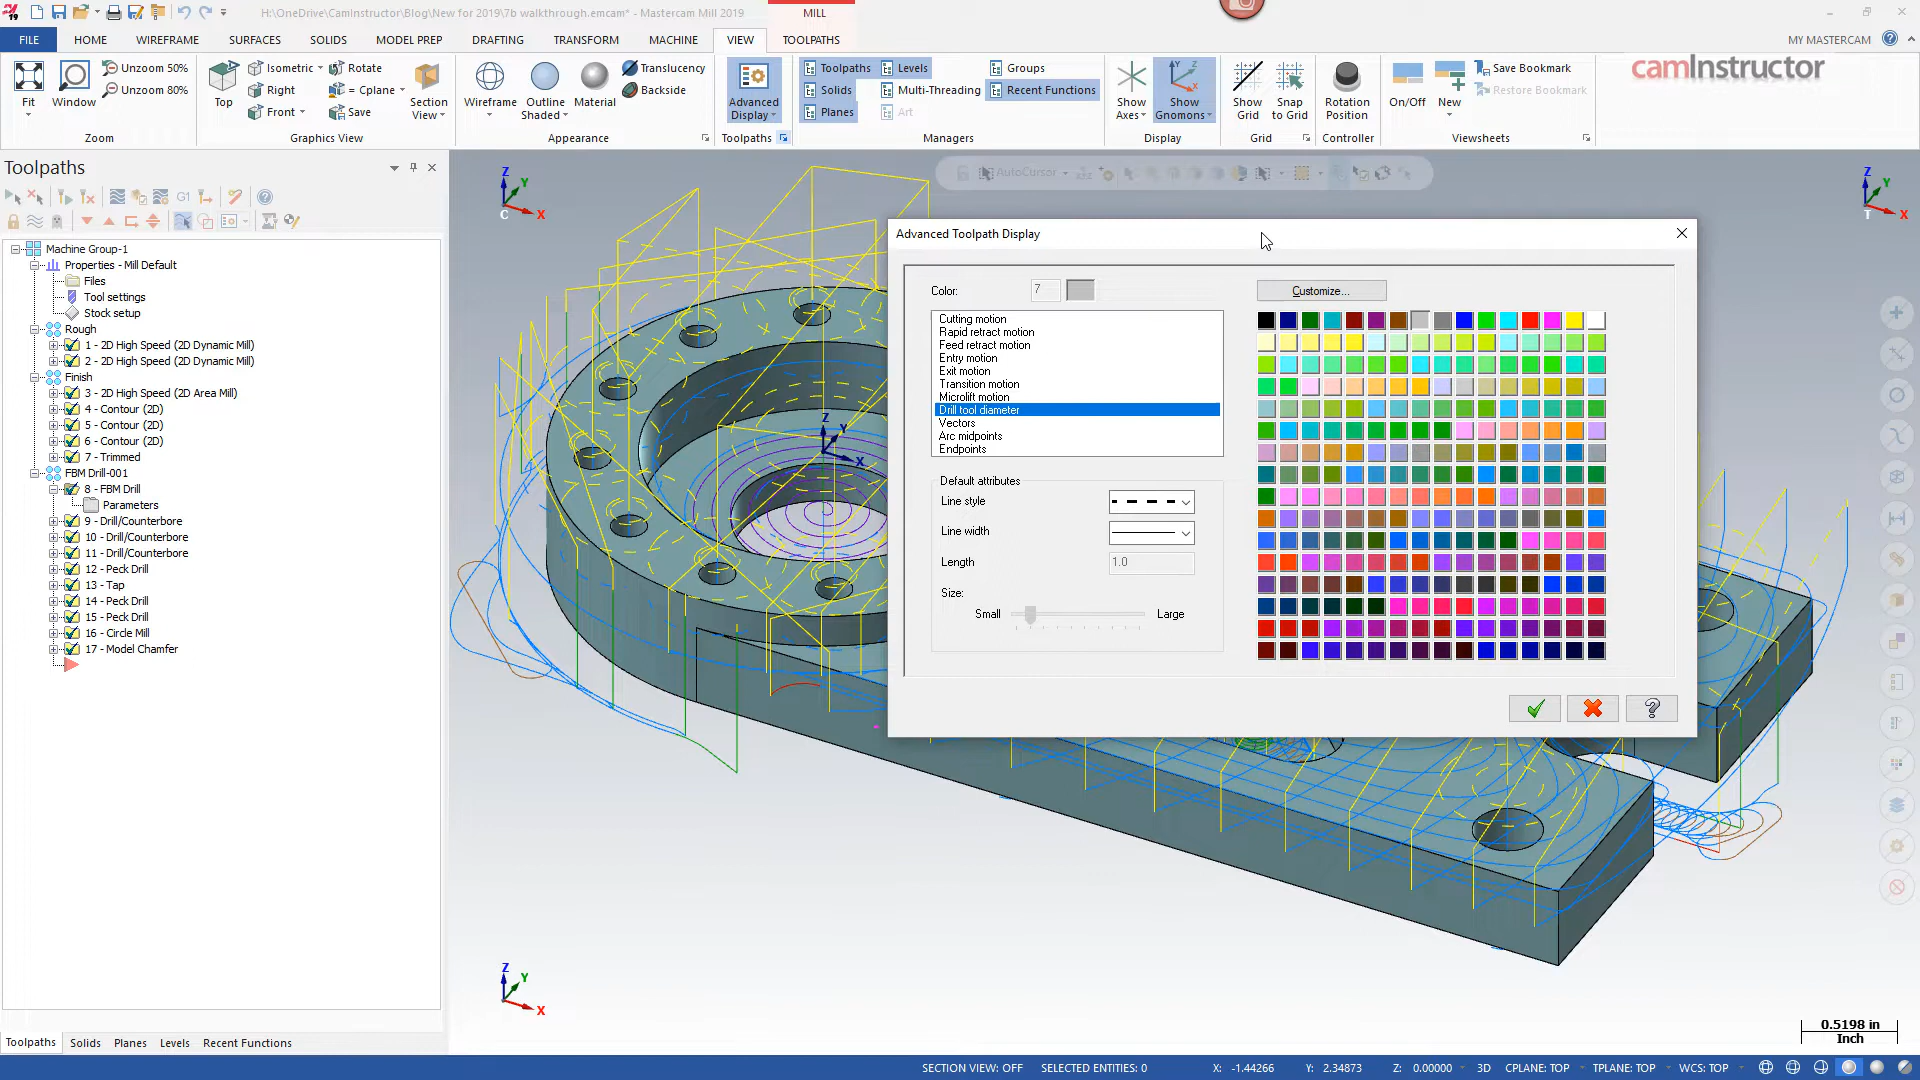 19
H:\OneDrive\Caminstructor\Blog\New for 2019\7b walkthrough.emcam* - Mastercam Mill 2019
MILL
FILE
HOME
WIREFRAME
SURFACES
SOLIDS
MODEL PREP
DRAFTING
TRANSFORM
MACHINE
VIEW
TOOLPATHS
MY MASTERCAM
Fit
Window
Unzoom 50%
Unzoom 80%
Zoom
Top
Isometric
Right
Front
Rotate
= Cplane
Save
Section
View
Graphics View
Wireframe
Outline
Shaded
Material
Translucency
Backside
Appearance
Advanced
Display
Toolpaths
Toolpaths
Solids
Planes
Levels
Multi-Threading
Art
Groups
Recent Functions
Managers
Show
Axes
Show
Gnomons
Display
Show
Grid
Snap
to Grid
Grid
Rotation
Position
Controller
On/Off
New
Save Bookmark
Restore Bookmark
Viewsheets
camInstructor
Toolpaths
G1
Machine Group-1
Properties - Mill Default
Files
Tool settings
Stock setup
Rough
1 - 2D High Speed (2D Dynamic Mill)
2 - 2D High Speed (2D Dynamic Mill)
Finish
3 - 2D High Speed (2D Area Mill)
4 - Contour (2D)
5 - Contour (2D)
6 - Contour (2D)
7 - Trimmed
FBM Drill-001
8 - FBM Drill
Parameters
9 - Drill/Counterbore
10 - Drill/Counterbore
11 - Drill/Counterbore
12 - Peck Drill
13 - Tap
14 - Peck Drill
15 - Peck Drill
16 - Circle Mill
17 - Model Chamfer
AutoCursor
Z
Y
X
C
Z
Y
X
T
Z
Y
X
Z
Y
X
Advanced Toolpath Display
Color:
7
Customize...
Cutting motion
Rapid retract motion
Feed retract motion
Entry motion
Exit motion
Transition motion
Microlift motion
Drill tool diameter
Vectors
Arc midpoints
Endpoints
Default attributes
Line style
Line width
Length
1.0
Size:
Small
Large
0.5198 in
Inch
Toolpaths
Solids
Planes
Levels
Recent Functions
SECTION VIEW: OFF
SELECTED ENTITIES: 0
X: -1.44266
Y: 2.34873
Z: 0.00000
3D
CPLANE: TOP
TPLANE: TOP
WCS: TOP